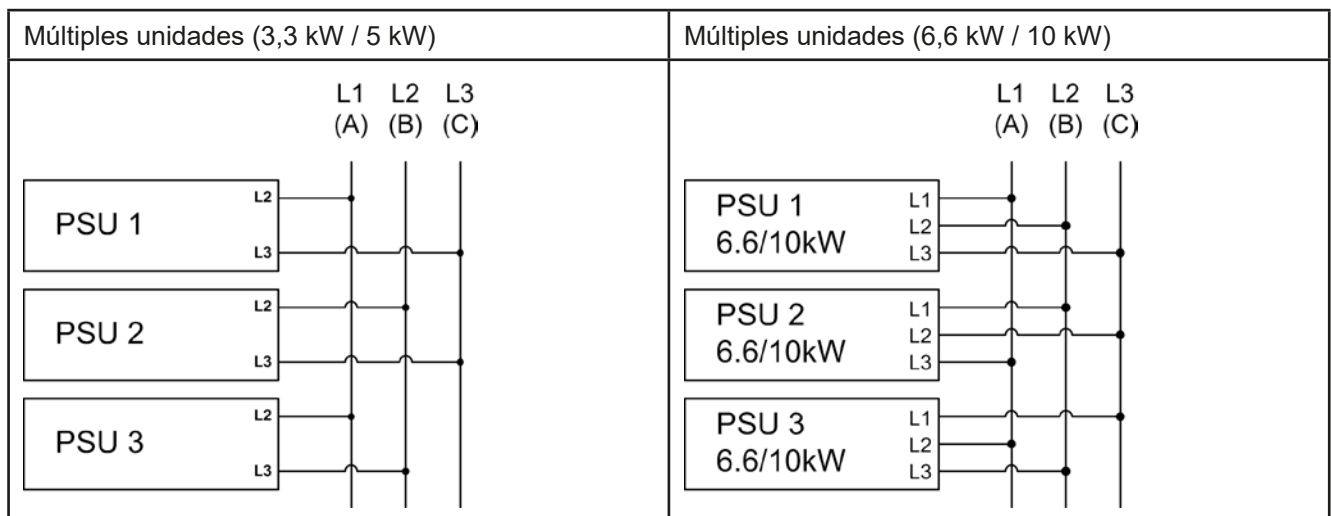 Múltiples unidades (3,3 kW / 5 kW)
L1 L2 L3
(A) (B) (C)
PSU 1
L2
L3
PSU 2
L2
L3
PSU 3
L2
L3
Múltiples unidades (6,6 kW / 10 kW)
L1 L2 L3
(A) (B) (C)
PSU 1
6.6/10kW
L1
L2
L3
PSU 2
6.6/10kW
L1
L2
L3
PSU 3
6.6/10kW
L1
L2
L3